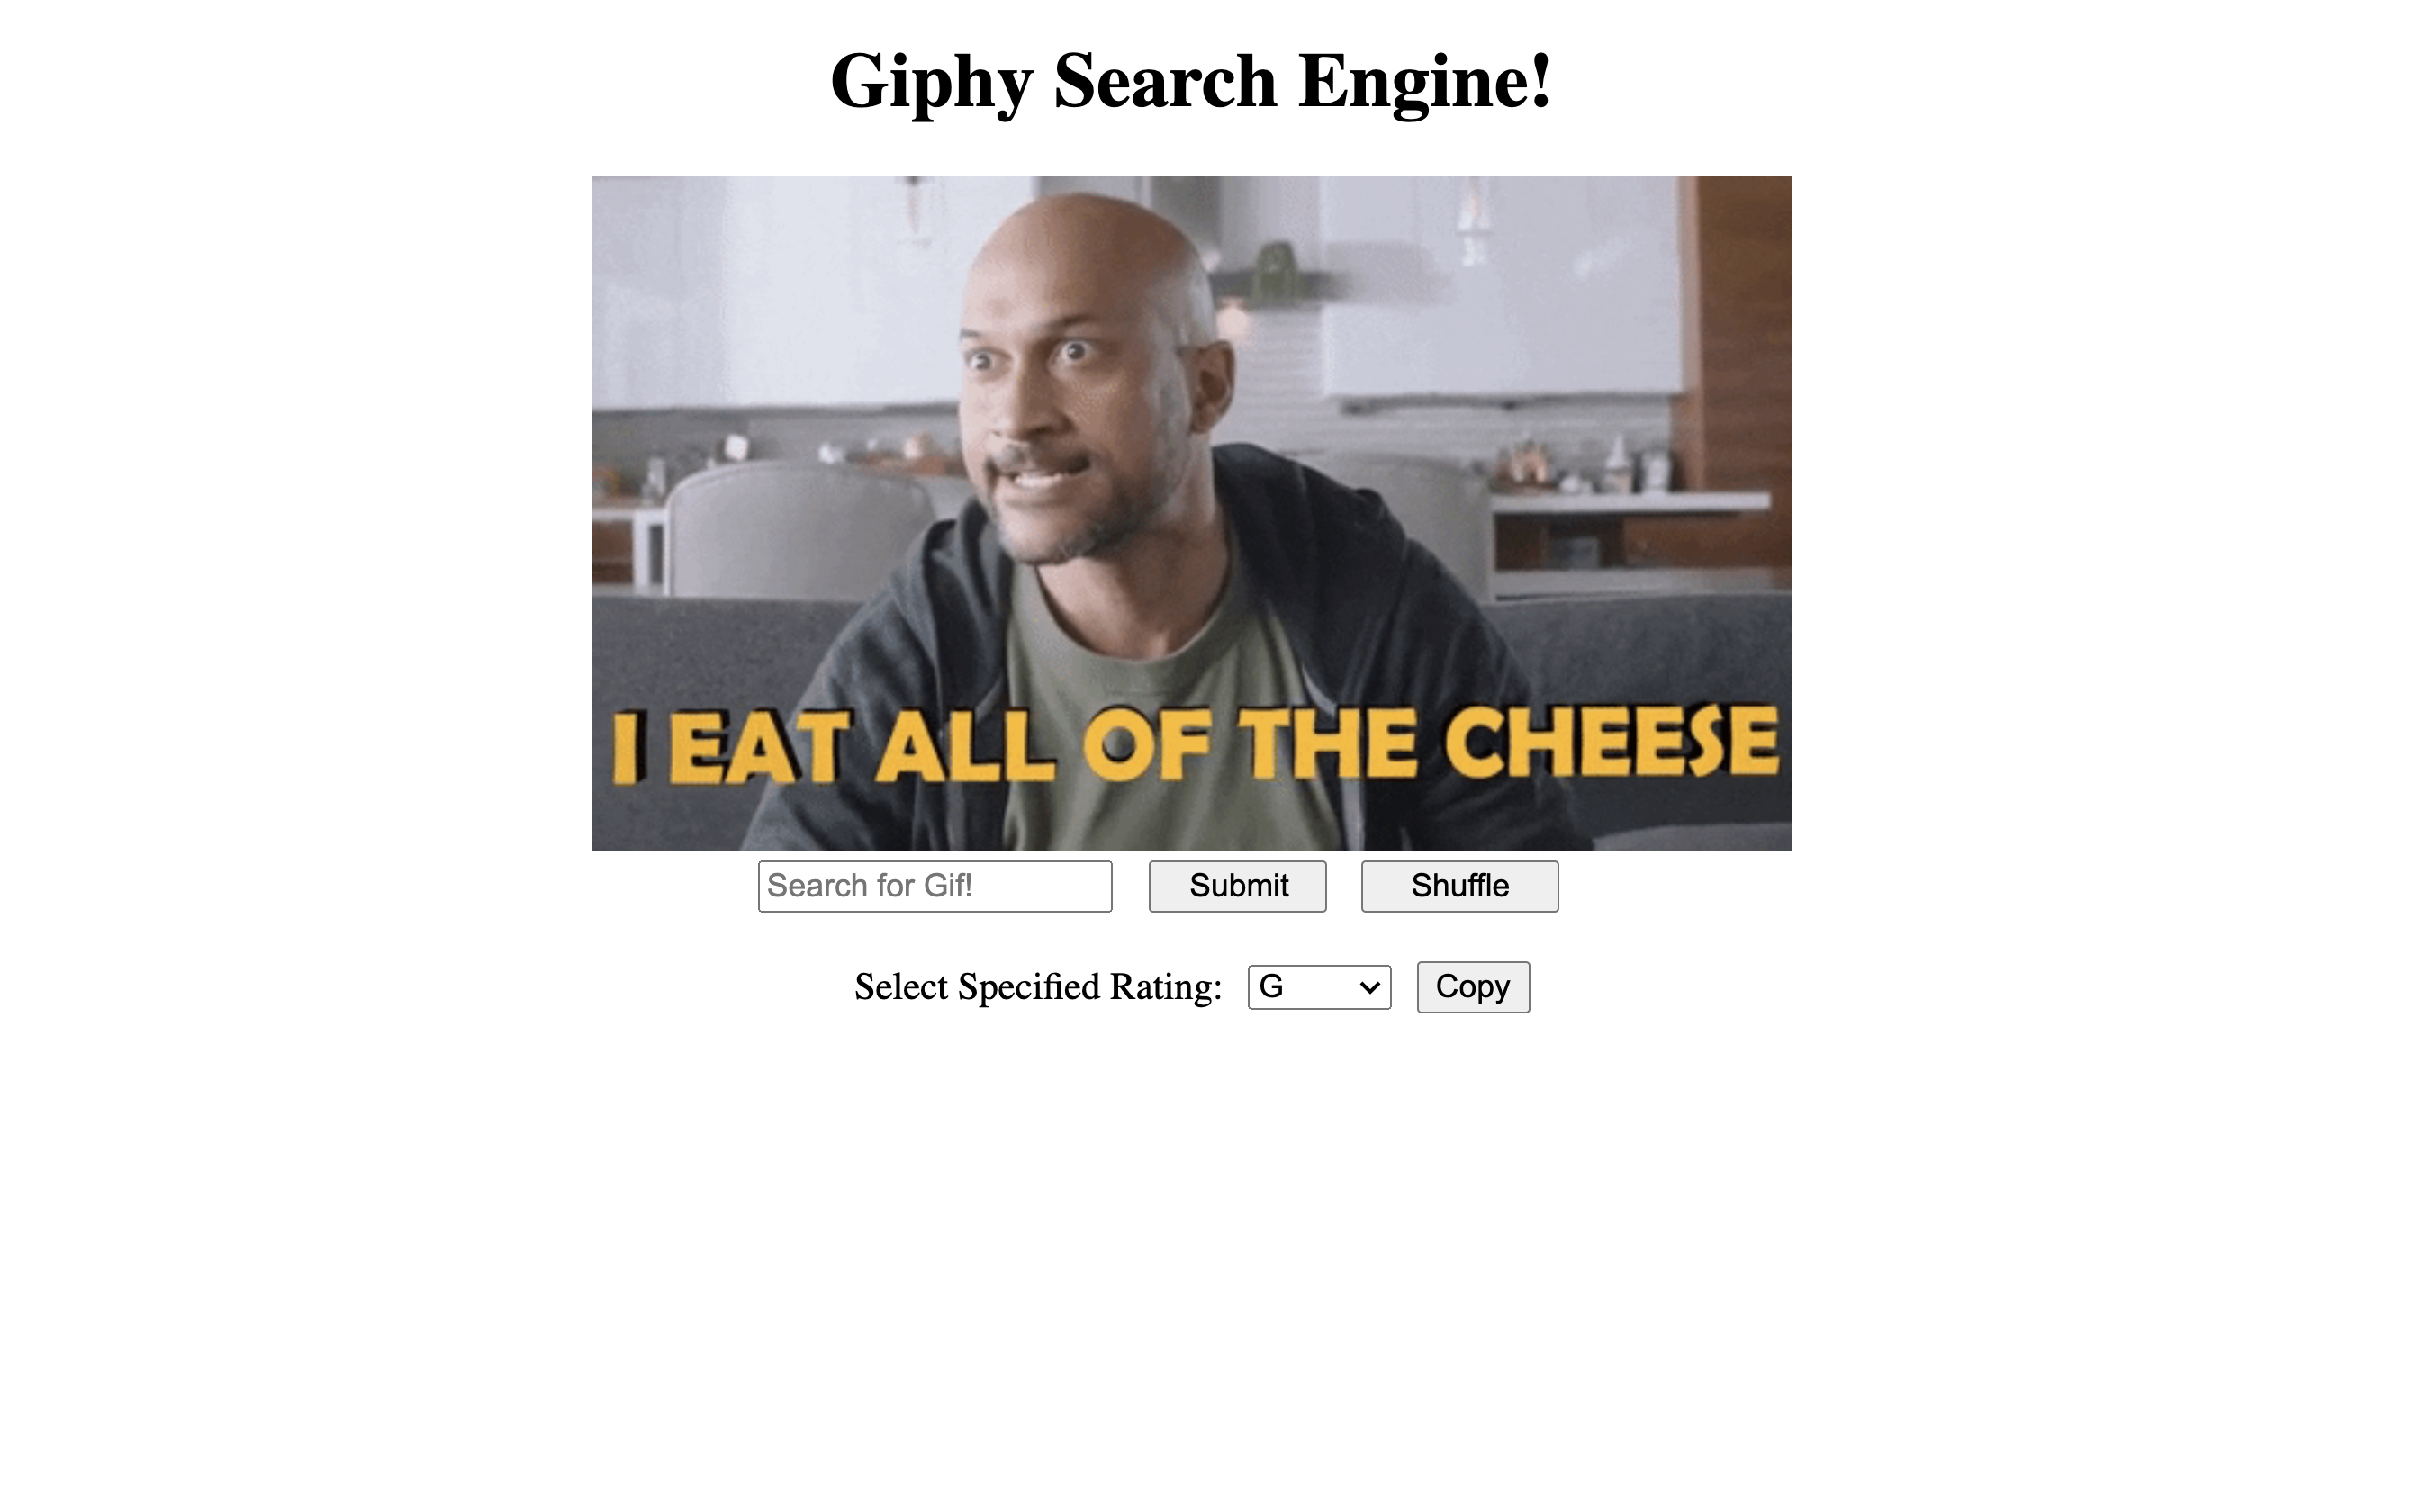 Giphy Search Engine!
I EAT ALL OF THE CHEESE
Search for Gif! Submit Shuffle
Select Specified Rating: G Copy